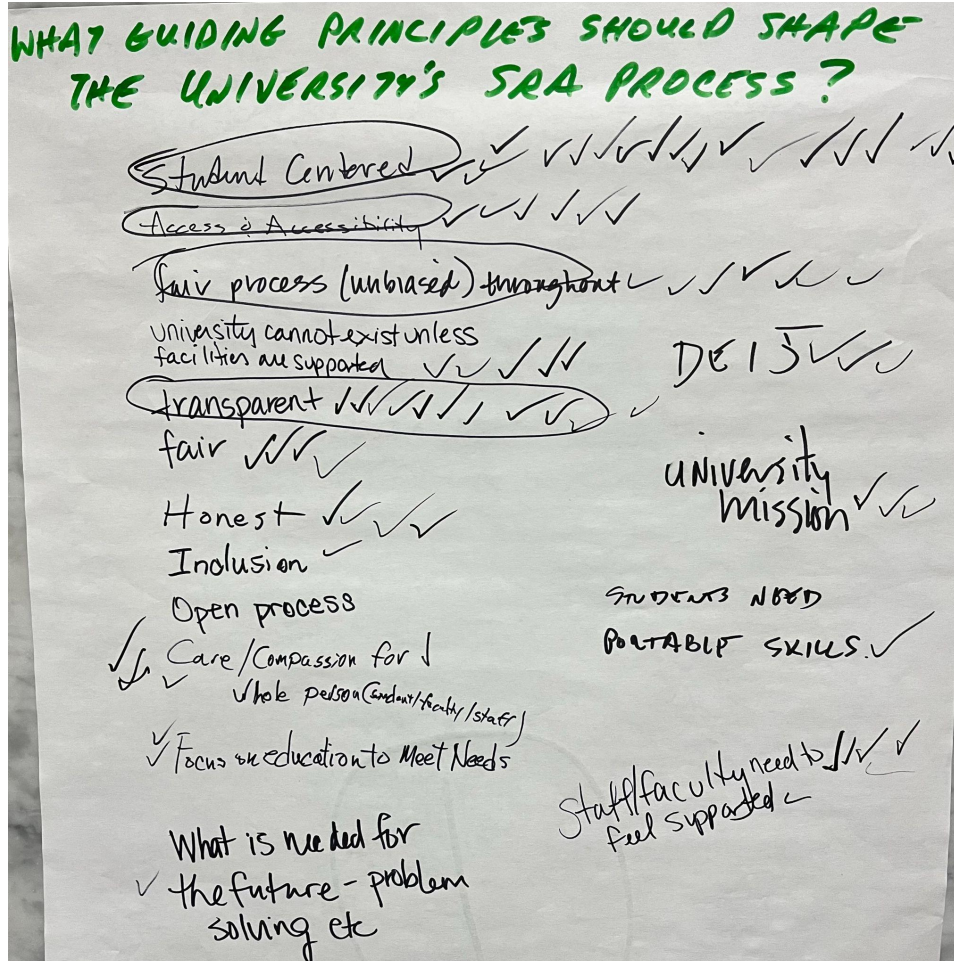 WHAT GUIDING PRINCIPLES SHOULD SHAPE
THE UNIVERSITY'S SRA PROCESS?
Student Centered
Access & Accessibility
fair process (unbiased) throughout
university cannot exist unless
facilities are supported
DEIJ
transparent
fair
university
mission
Honest
Inclusion
Open process
STUDENTS NEED
PORTABLE SKILLS.
Care/Compassion for
whole person (student/faculty/staff)
Focus on education to Meet Needs
Staff/faculty need to
feel supported
What is needed for
the future - problem
solving etc